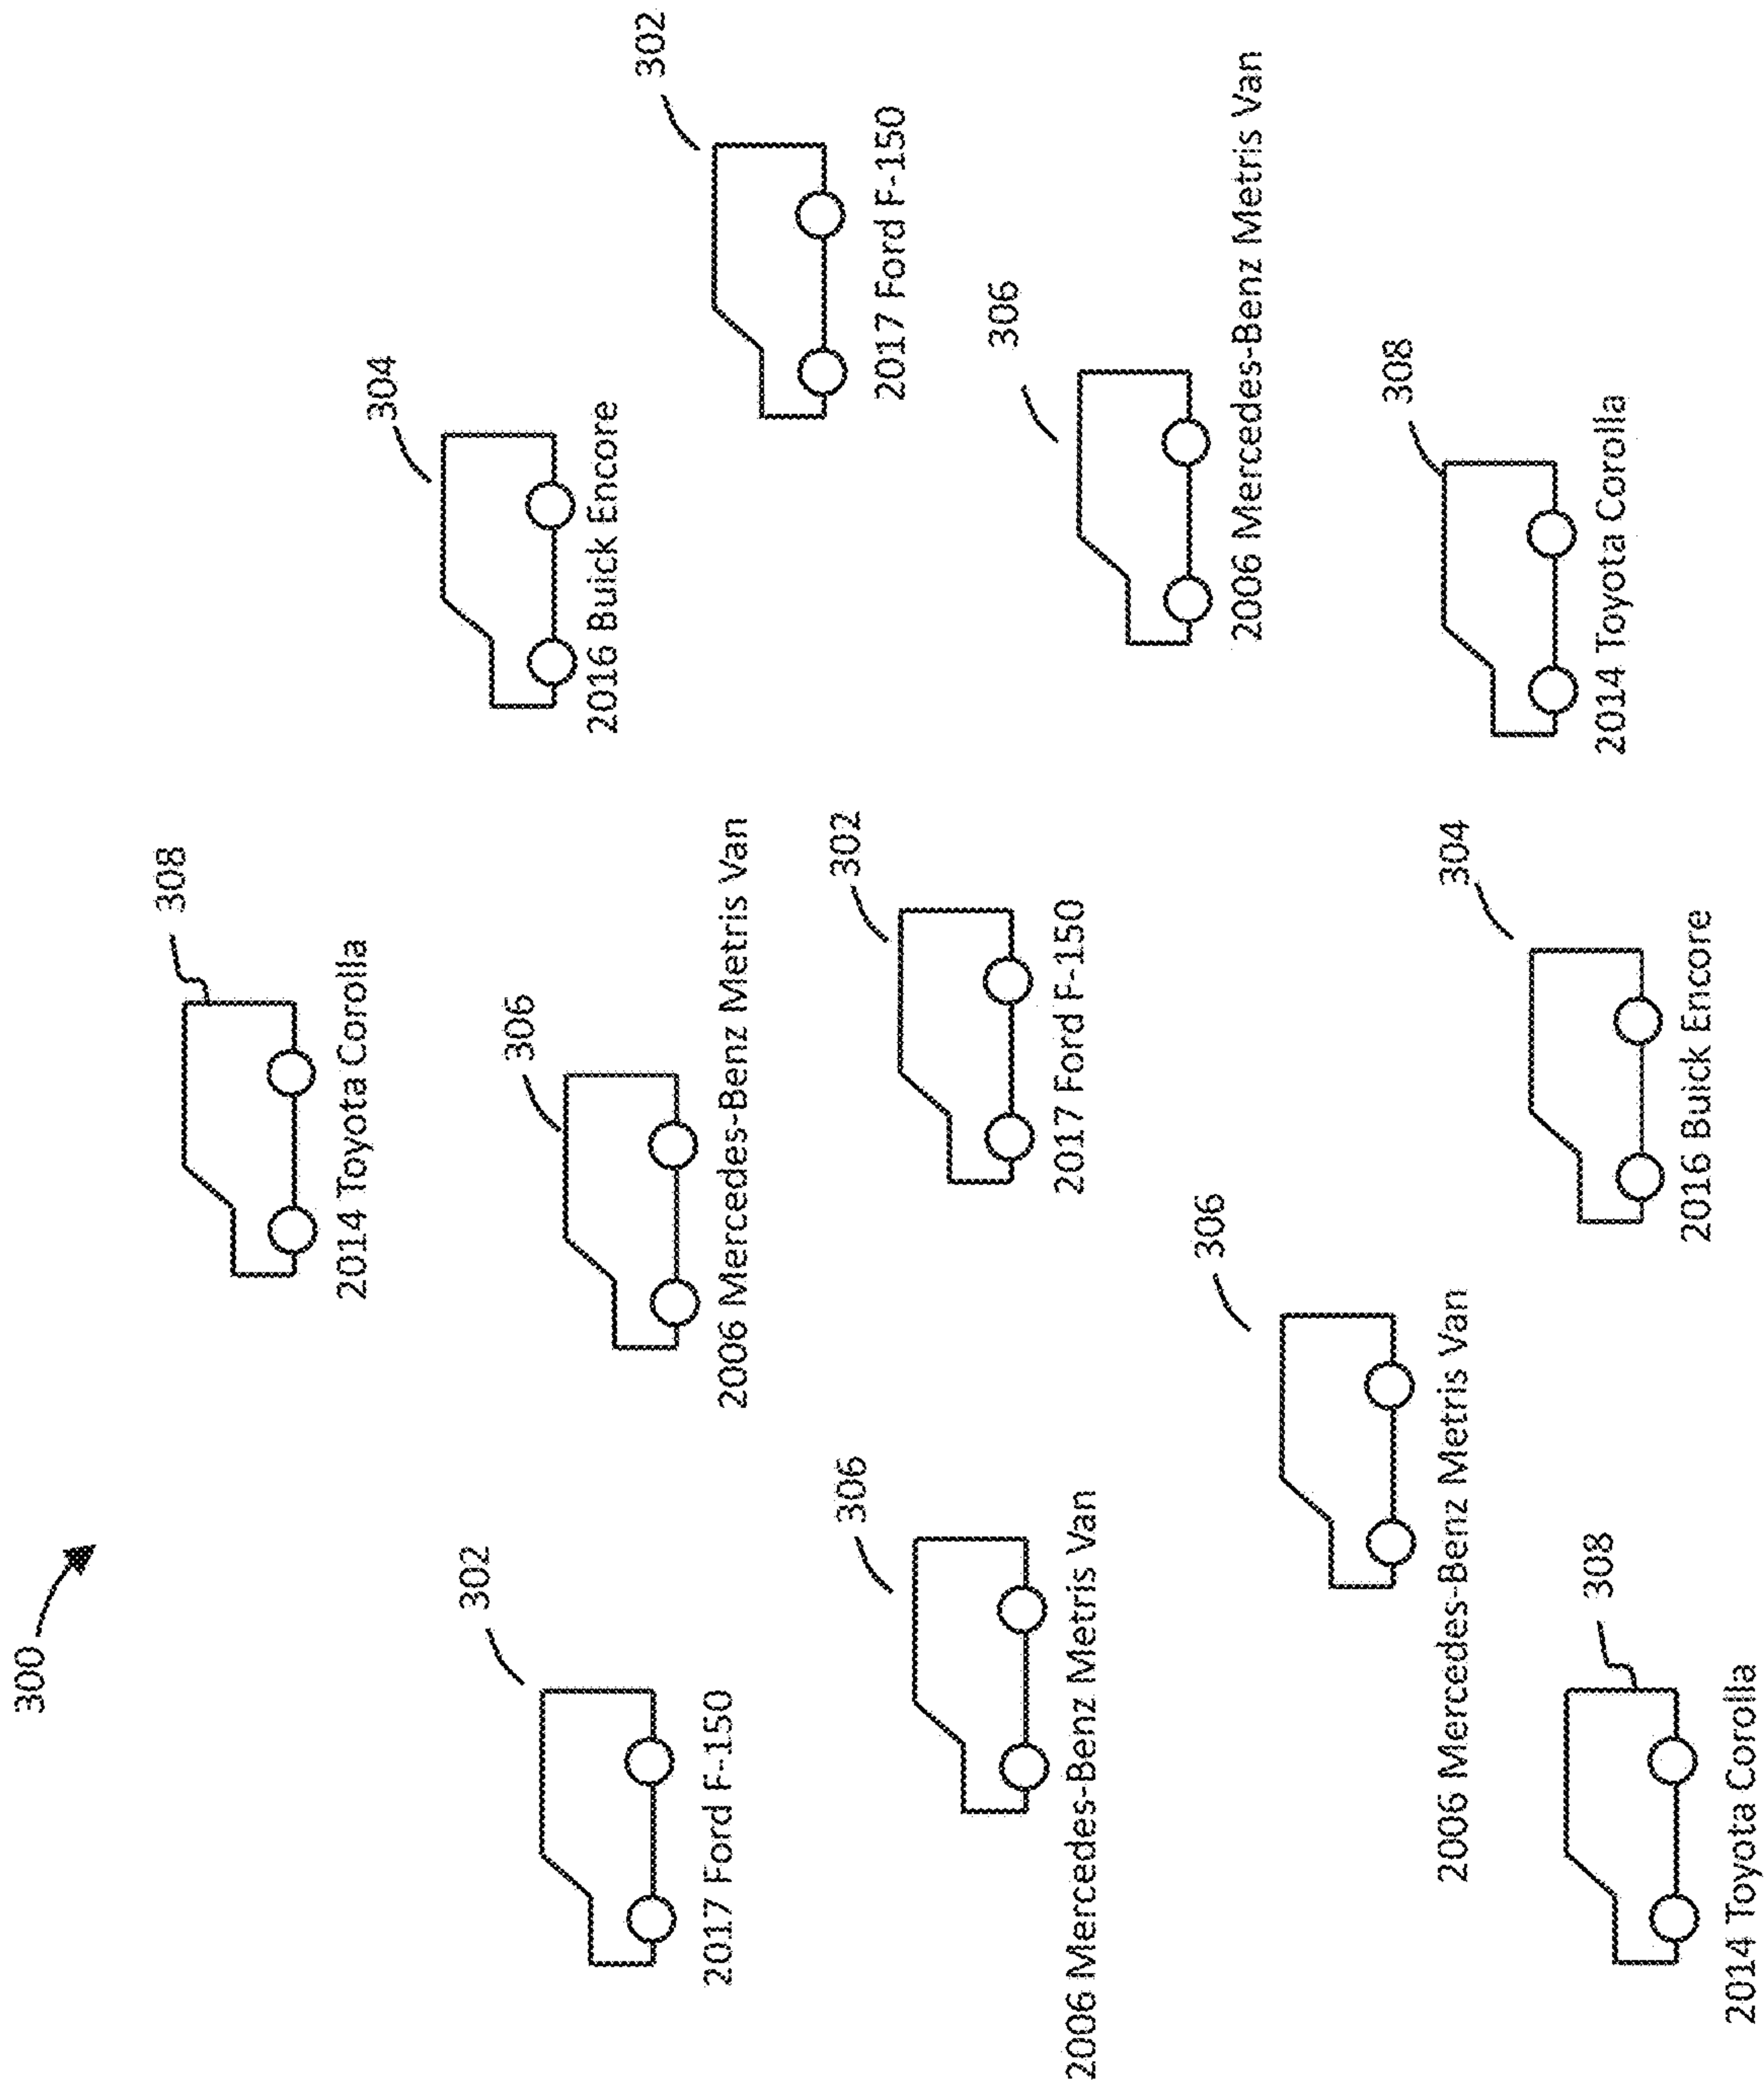 300
308
2014 Toyota Corolla
304
302
306
2016 Buick Encore
302
2017 Ford F-150
2006 Mercedes-Benz Metris Van
306
302
2017 Ford F-150
306
2006 Mercedes-Benz Metris Van
2017 Ford F-150
306
2006 Mercedes-Benz Metris Van
308
2006 Mercedes-Benz Metris Van
304
308
2014 Toyota Corolla
2016 Buick Encore
2014 Toyota Corolla